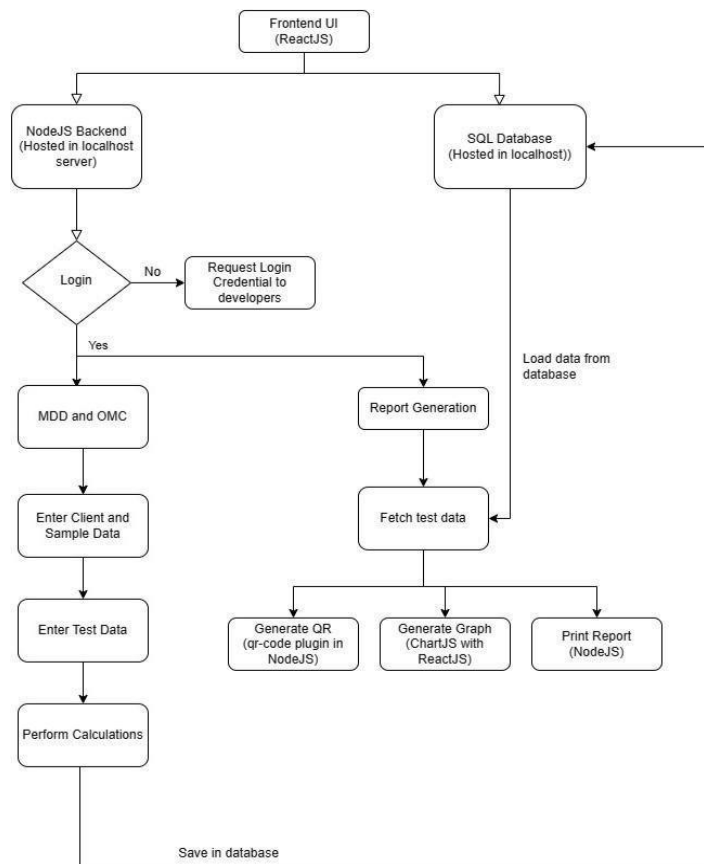 Frontend UI
(ReactJS)
NodeJS Backend
(Hosted in localhost
server)
SQL Database
(Hosted in localhost))
Login
No
Request Login
Credential to
developers
Yes
Load data from
database
MDD and OMC
Report Generation
Enter Client and
Sample Data
Fetch test data
Enter Test Data
Generate QR
(qr-code plugin in
NodeJS)
Generate Graph
(ChartJS with
ReactJS)
Print Report
(NodeJS)
Perform Calculations
Save in database